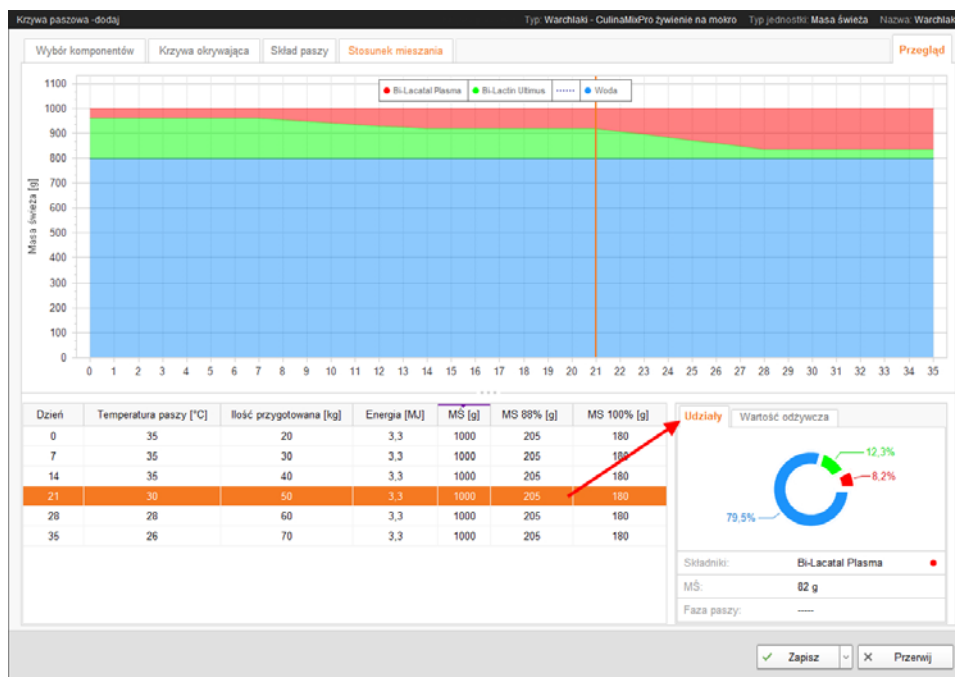 Krzywa paszowa -dodaj Typ: Warchlaki - CulinaMixPro żywienie na mokro Typ jednostki: Masa świeża Nazwa: Warchlak
Wybór komponentów Krzywa okrywająca Skład paszy Stosunek mieszania Przegląd
Bi-Lacatal Plasma Bi-Lactin Ultimus Woda
Masa świeża [g]
1100
1000
900
800
700
600
500
400
300
200
100
0
0 1 2 3 4 5 6 7 8 9 10 11 12 13 14 15 16 17 18 19 20 21 22 23 24 25 26 27 28 29 30 31 32 33 34 35
Dzień Temperatura paszy [°C] Ilość przygotowana [kg] Energia [MJ] MŚ [g] MS 88% [g] MS 100% [g]
0 35 20 3,3 1000 205 180
7 35 30 3,3 1000 205 180
14 35 40 3,3 1000 205 180
21 30 50 3,3 1000 205 180
28 28 60 3,3 1000 205 180
35 26 70 3,3 1000 205 180
Udziały Wartość odżywcza
12,3%
8,2%
79,5%
Składniki: Bi-Lacatal Plasma
MŚ: 82 g
Faza paszy: -----
Zapisz Przerwij